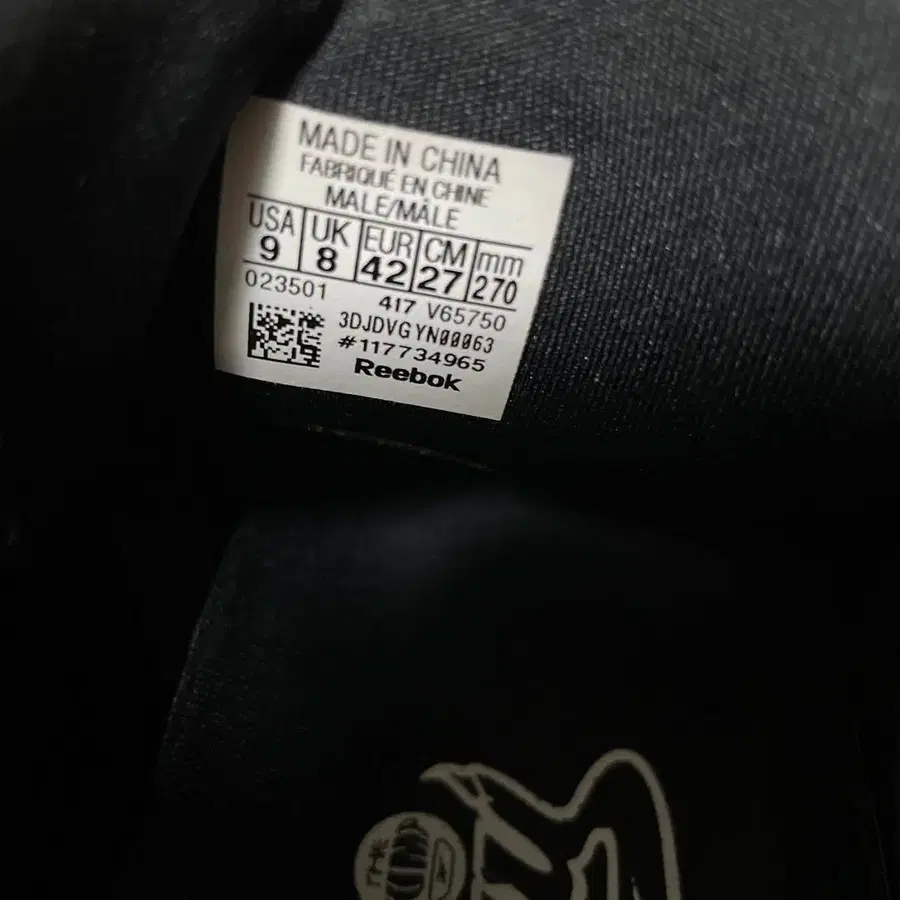 MADE IN CHINA
FABRIQUÉ EN CHINE
MALE/MÂLE
USA UK EUR CM mm
9 8 42 27 270
023501 417 V65750
3DJDVGYN00063
#117734965
Reebok
THE